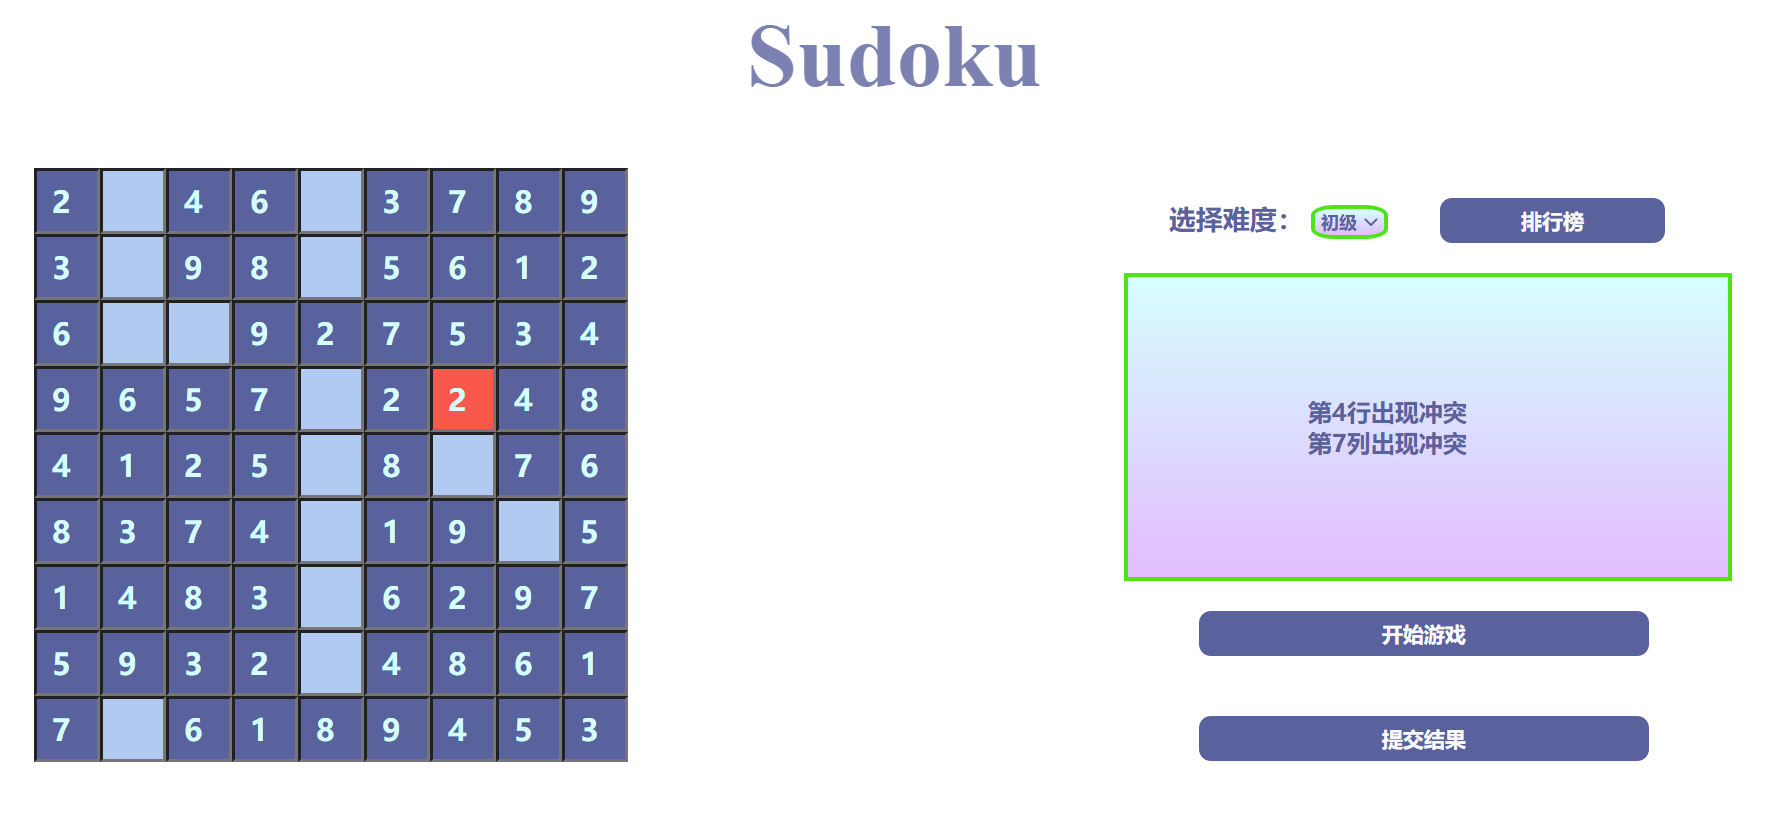 Sudoku
选择难度： 初级 排行榜
2 4 6 3 7 8 9
3 9 8 5 6 1 2
6 9 2 7 5 3 4
9 6 5 7 2 2 4 8
4 1 2 5 8 7 6
8 3 7 4 1 9 5
1 4 8 3 6 2 9 7
5 9 3 2 4 8 6 1
7 6 1 8 9 4 5 3
第4行出现冲突
第7列出现冲突
开始游戏
提交结果